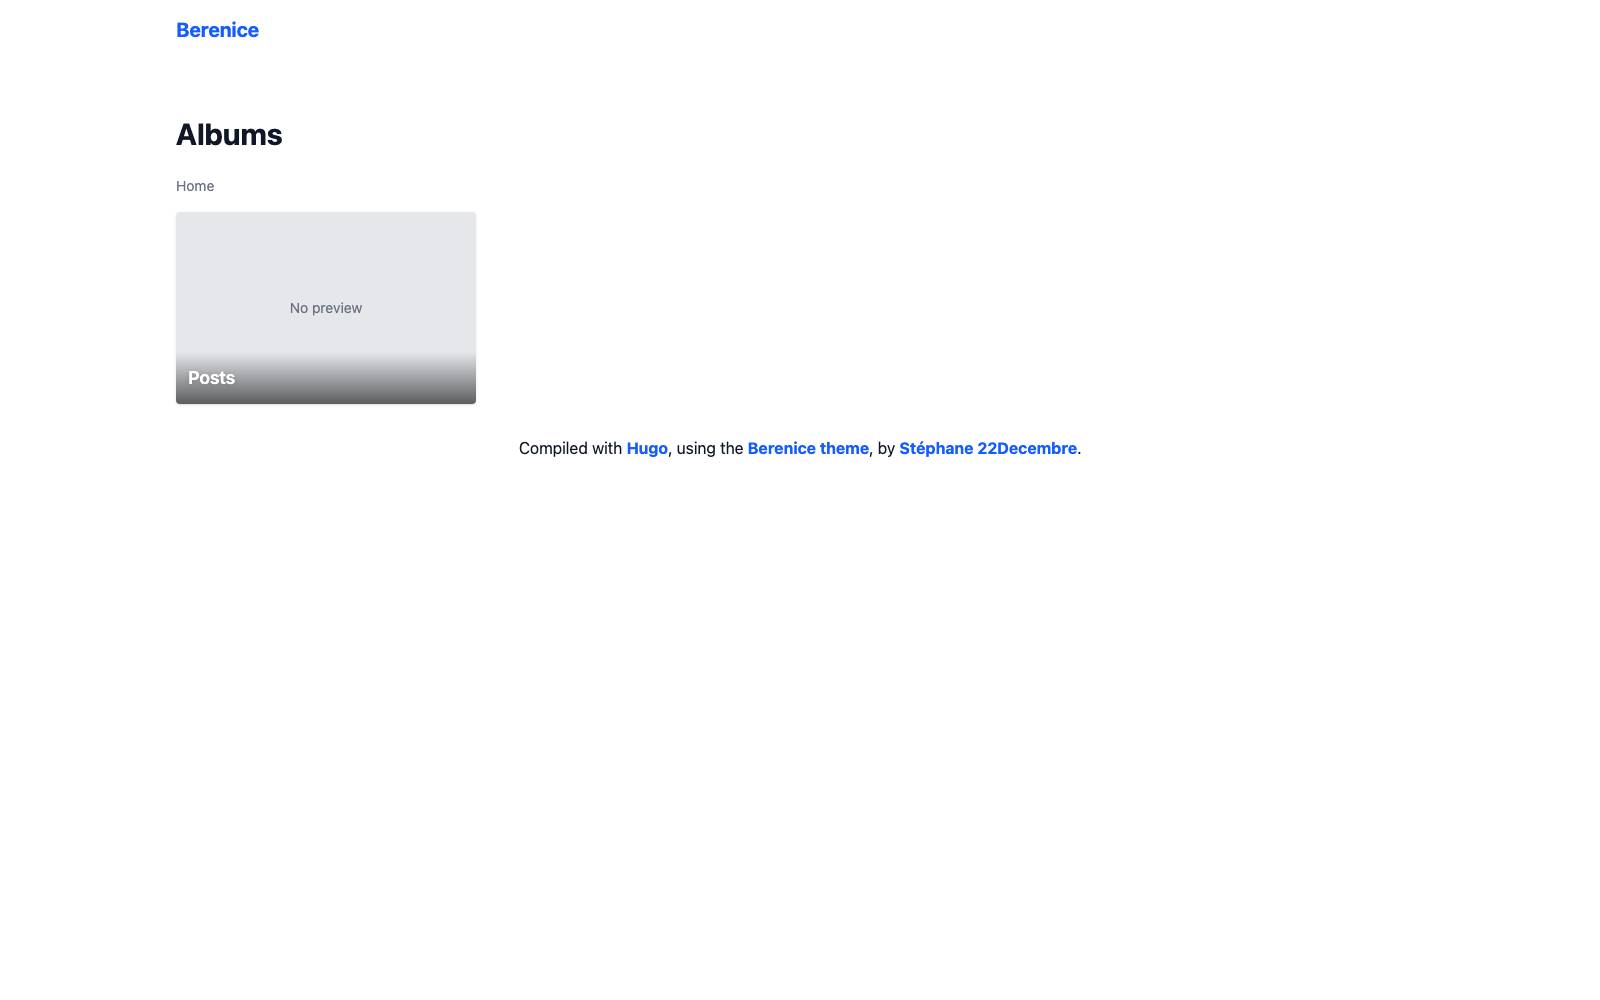 Berenice
Albums
Home
No preview
Posts
Compiled with Hugo, using the Berenice theme, by Stéphane 22Decembre.